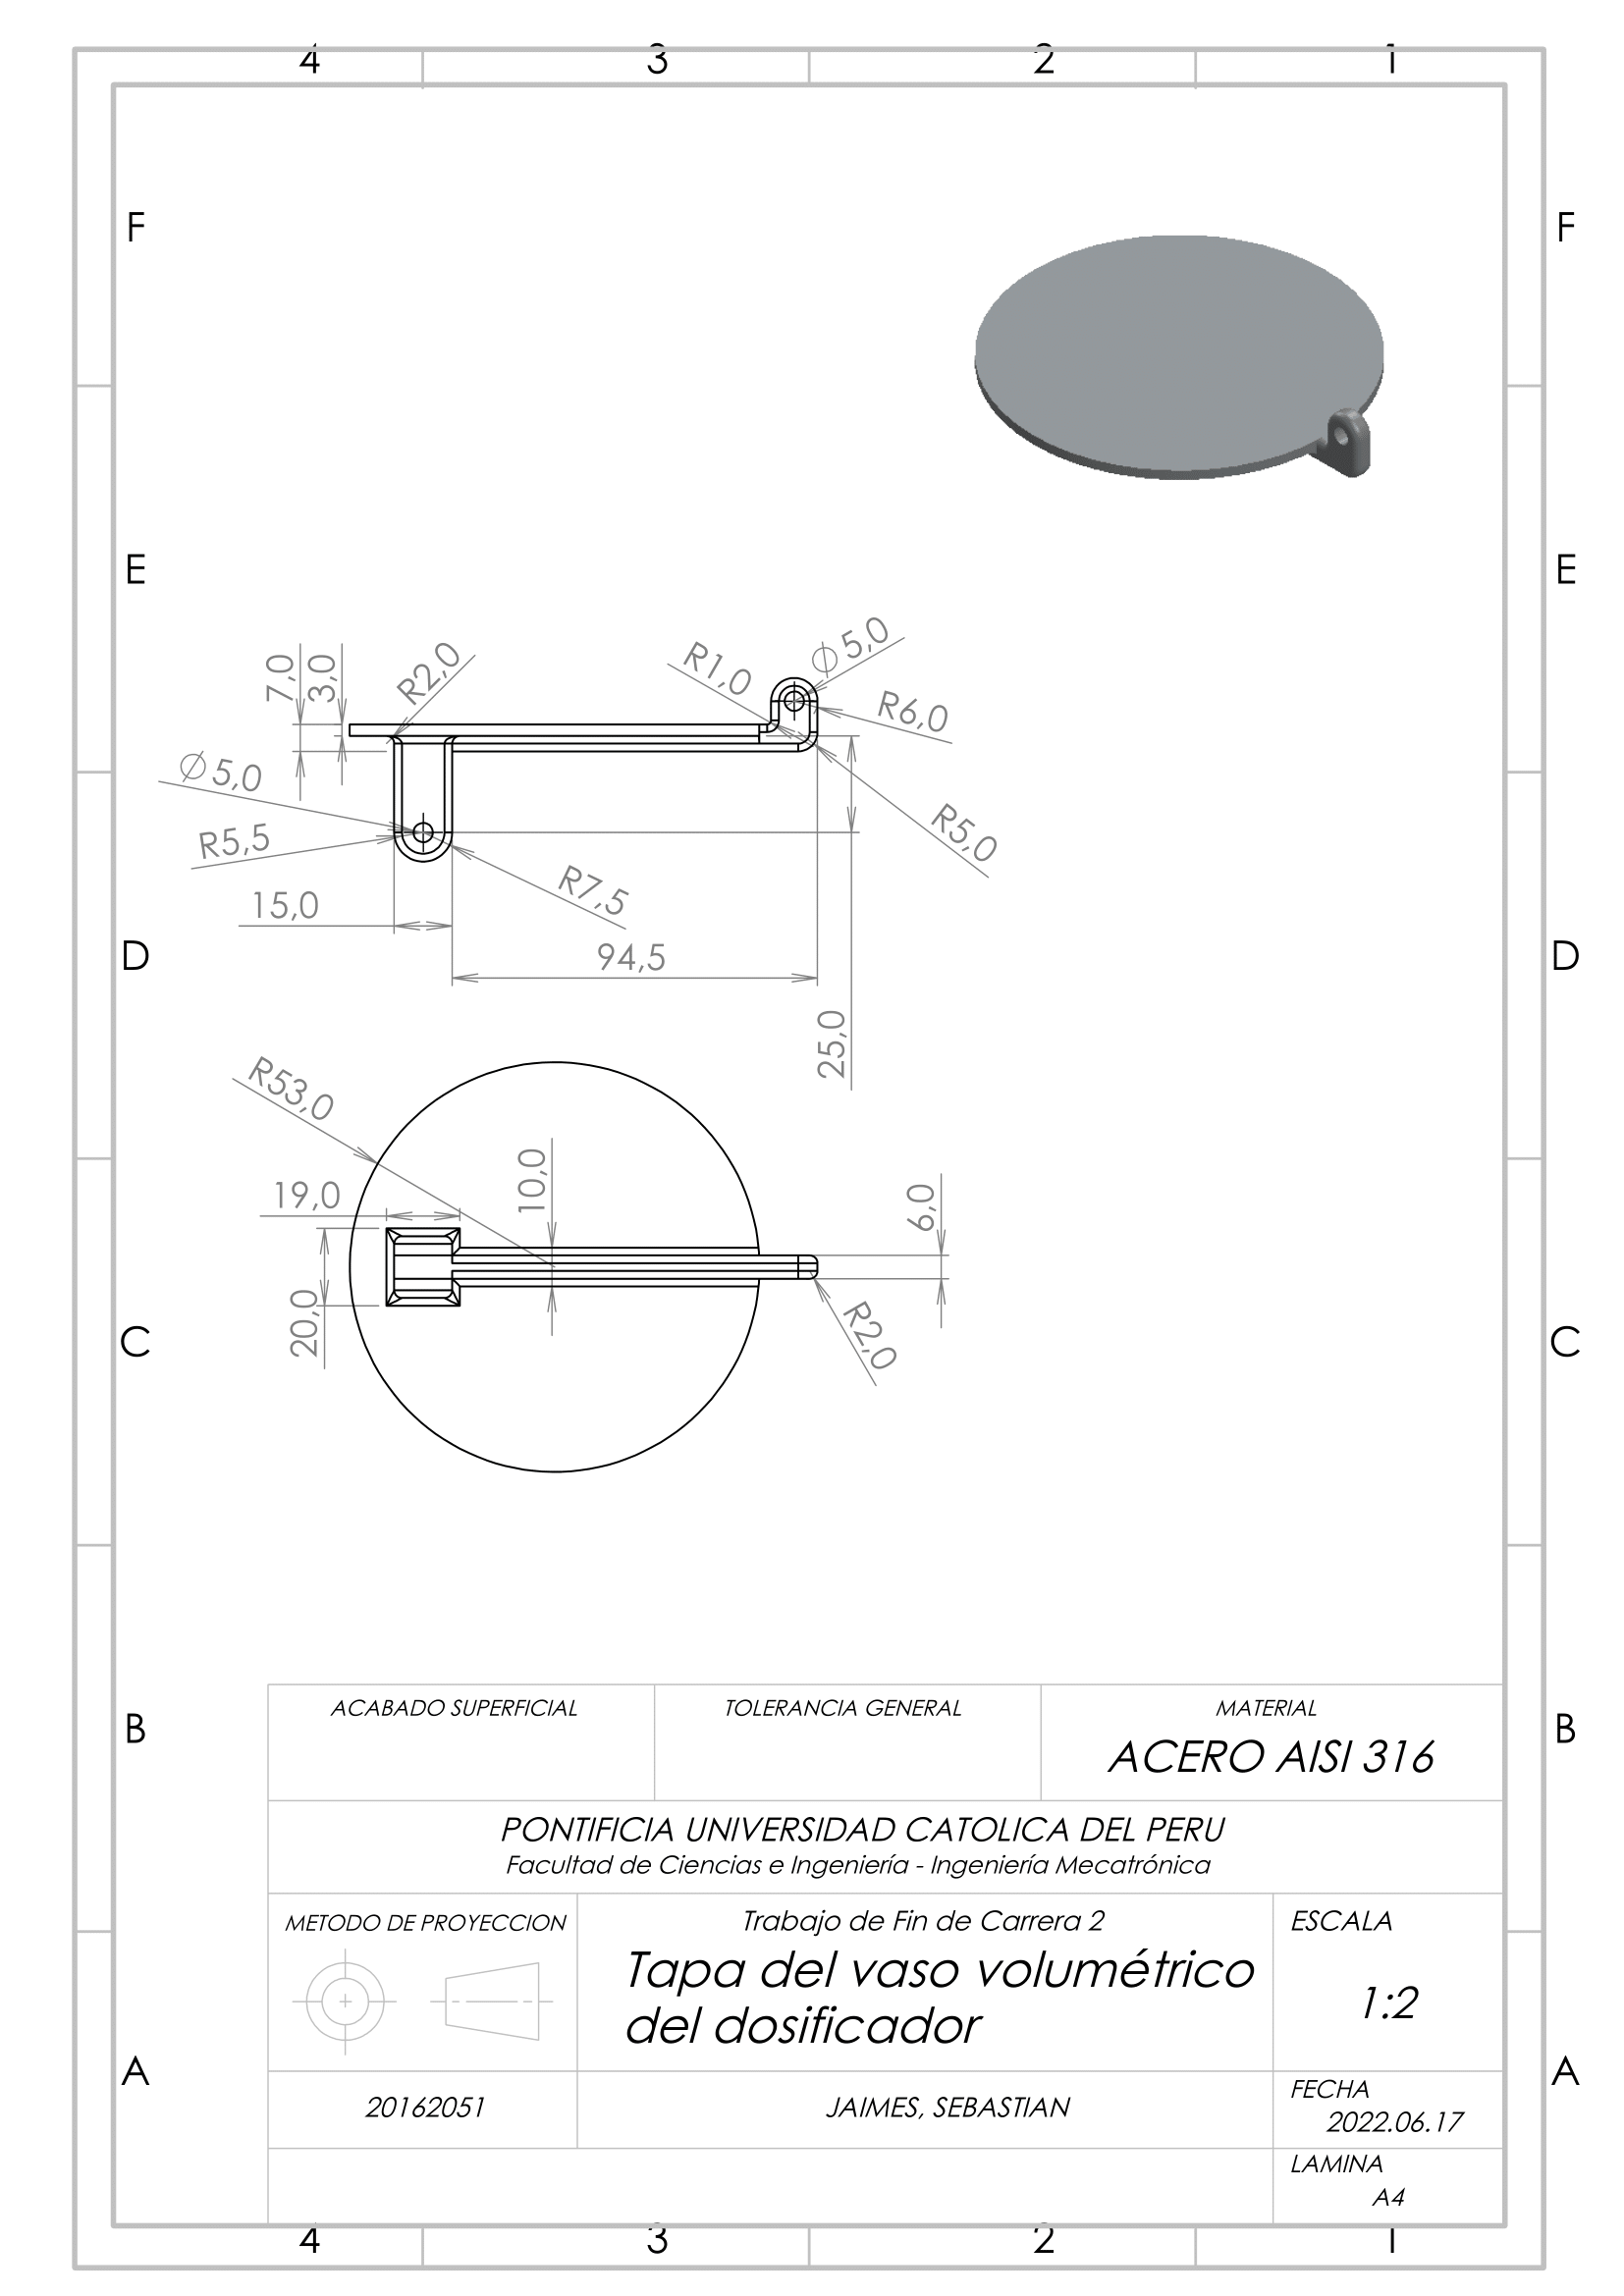 4 3 2 1
F F
E E
7,0 3,0 R2,0 R1,0 ∅5,0
R6,0
∅5,0
R5,5 R5,0
R7,5
15,0
94,5
D D
25,0
R53,0
10,0
19,0 6,0
20,0 R2,0
C C
ACABADO SUPERFICIAL TOLERANCIA GENERAL MATERIAL
B B
ACERO AISI 316
PONTIFICIA UNIVERSIDAD CATOLICA DEL PERU
Facultad de Ciencias e Ingeniería - Ingeniería Mecatrónica
METODO DE PROYECCION Trabajo de Fin de Carrera 2 ESCALA
Tapa del vaso volumétrico
del dosificador
1:2
A A
20162051 JAIMES, SEBASTIAN FECHA
2022.06.17
LAMINA
A4
4 3 2 1